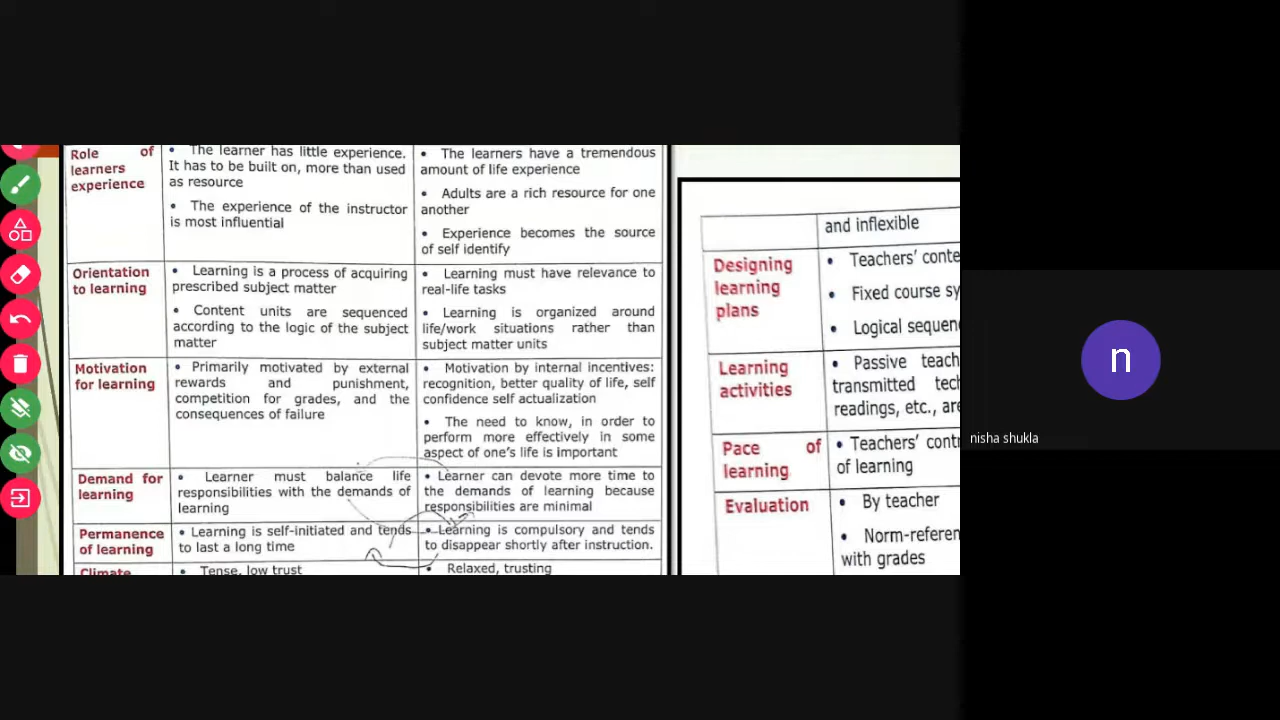 Role of
learners
experience
• The learner has little experience.
It has to be built on, more than used
as resource
• The experience of the instructor
is most influential
• The learners have a tremendous
amount of life experience
• Adults are a rich resource for one
another
• Experience becomes the source
of self identify
Orientation
to learning
• Learning is a process of acquiring
prescribed subject matter
• Content units are sequenced
according to the logic of the subject
matter
• Learning must have relevance to
real-life tasks
• Learning is organized around
life/work situations rather than
subject matter units
Motivation
for learning
• Primarily motivated by external
rewards and punishment,
competition for grades, and the
consequences of failure
• Motivation by internal incentives:
recognition, better quality of life, self
confidence self actualization
• The need to know, in order to
perform more effectively in some
aspect of one's life is important
Demand for
learning
• Learner must balance life
responsibilities with the demands of
learning
• Learner can devote more time to
the demands of learning because
responsibilities are minimal
Permanence
of learning
• Learning is self-initiated and tends
to last a long time
• Learning is compulsory and tends
to disappear shortly after instruction.
Climate
• Tense, low trust
• Relaxed, trusting
and inflexible
Designing
learning
plans
• Teachers' conte
• Fixed course sy
• Logical sequen
Learning
activities
• Passive teach
transmitted tech
readings, etc., are
Pace of
learning
• Teachers' contr
of learning
Evaluation
• By teacher
• Norm-referen
with grades
n
nisha shukla